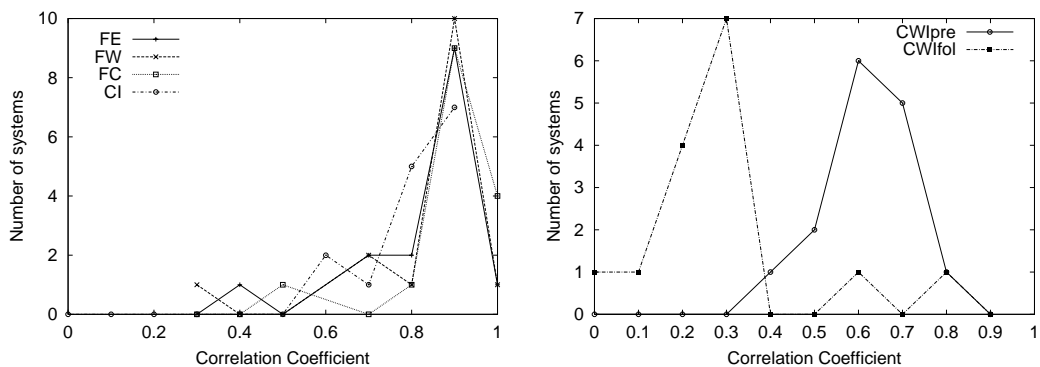 10
8
6
4
2
0
Number of systems
FE
FW
FC
CI
0 0.2 0.4 0.6 0.8 1
Correlation Coefficient
7
6
5
4
3
2
1
0
Number of systems
CWIpre
CWIfol
0 0.1 0.2 0.3 0.4 0.5 0.6 0.7 0.8 0.9 1
Correlation Coefficient